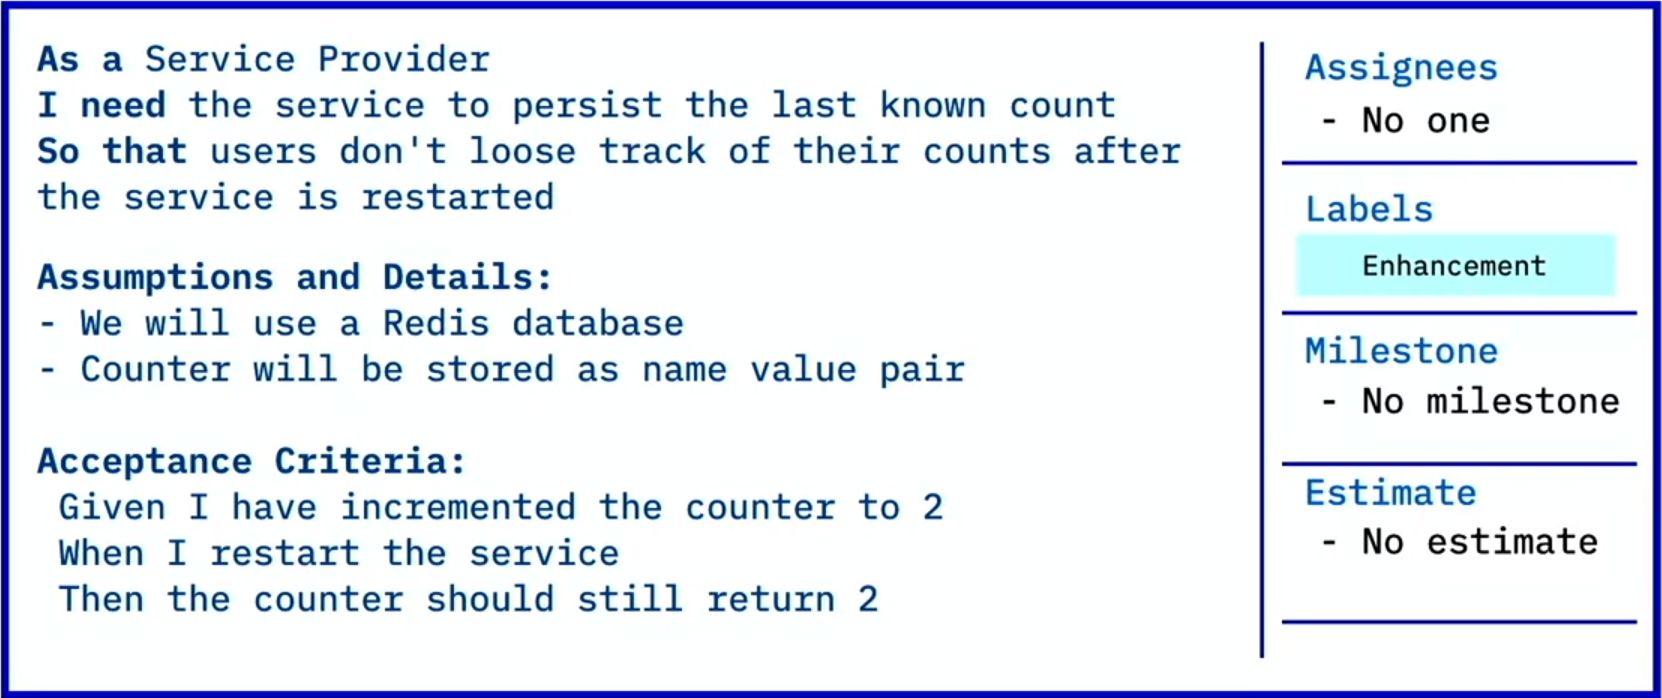 As a Service Provider
I need the service to persist the last known count
So that users don't loose track of their counts after
the service is restarted
Assumptions and Details:
- We will use a Redis database
- Counter will be stored as name value pair
Acceptance Criteria:
Given I have incremented the counter to 2
When I restart the service
Then the counter should still return 2
Assignees
- No one
Labels
Enhancement
Milestone
- No milestone
Estimate
- No estimate